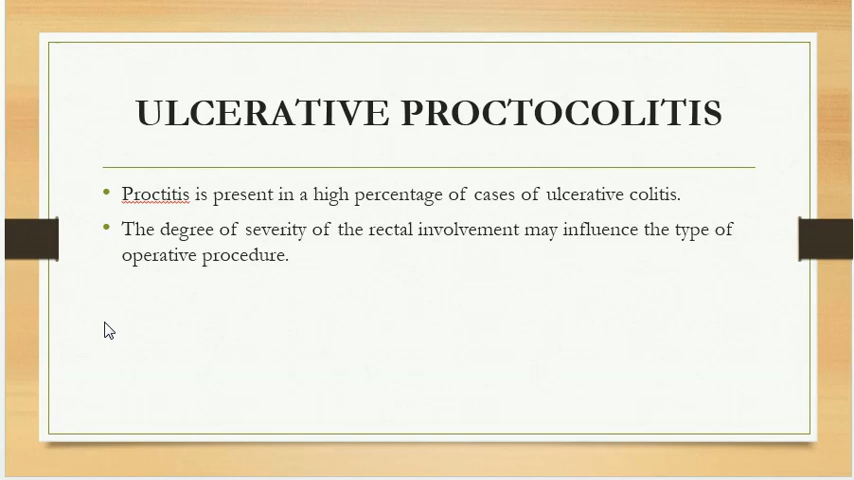 ULCERATIVE PROCTOCOLITIS
• Proctitis is present in a high percentage of cases of ulcerative colitis.
• The degree of severity of the rectal involvement may influence the type of
operative procedure.